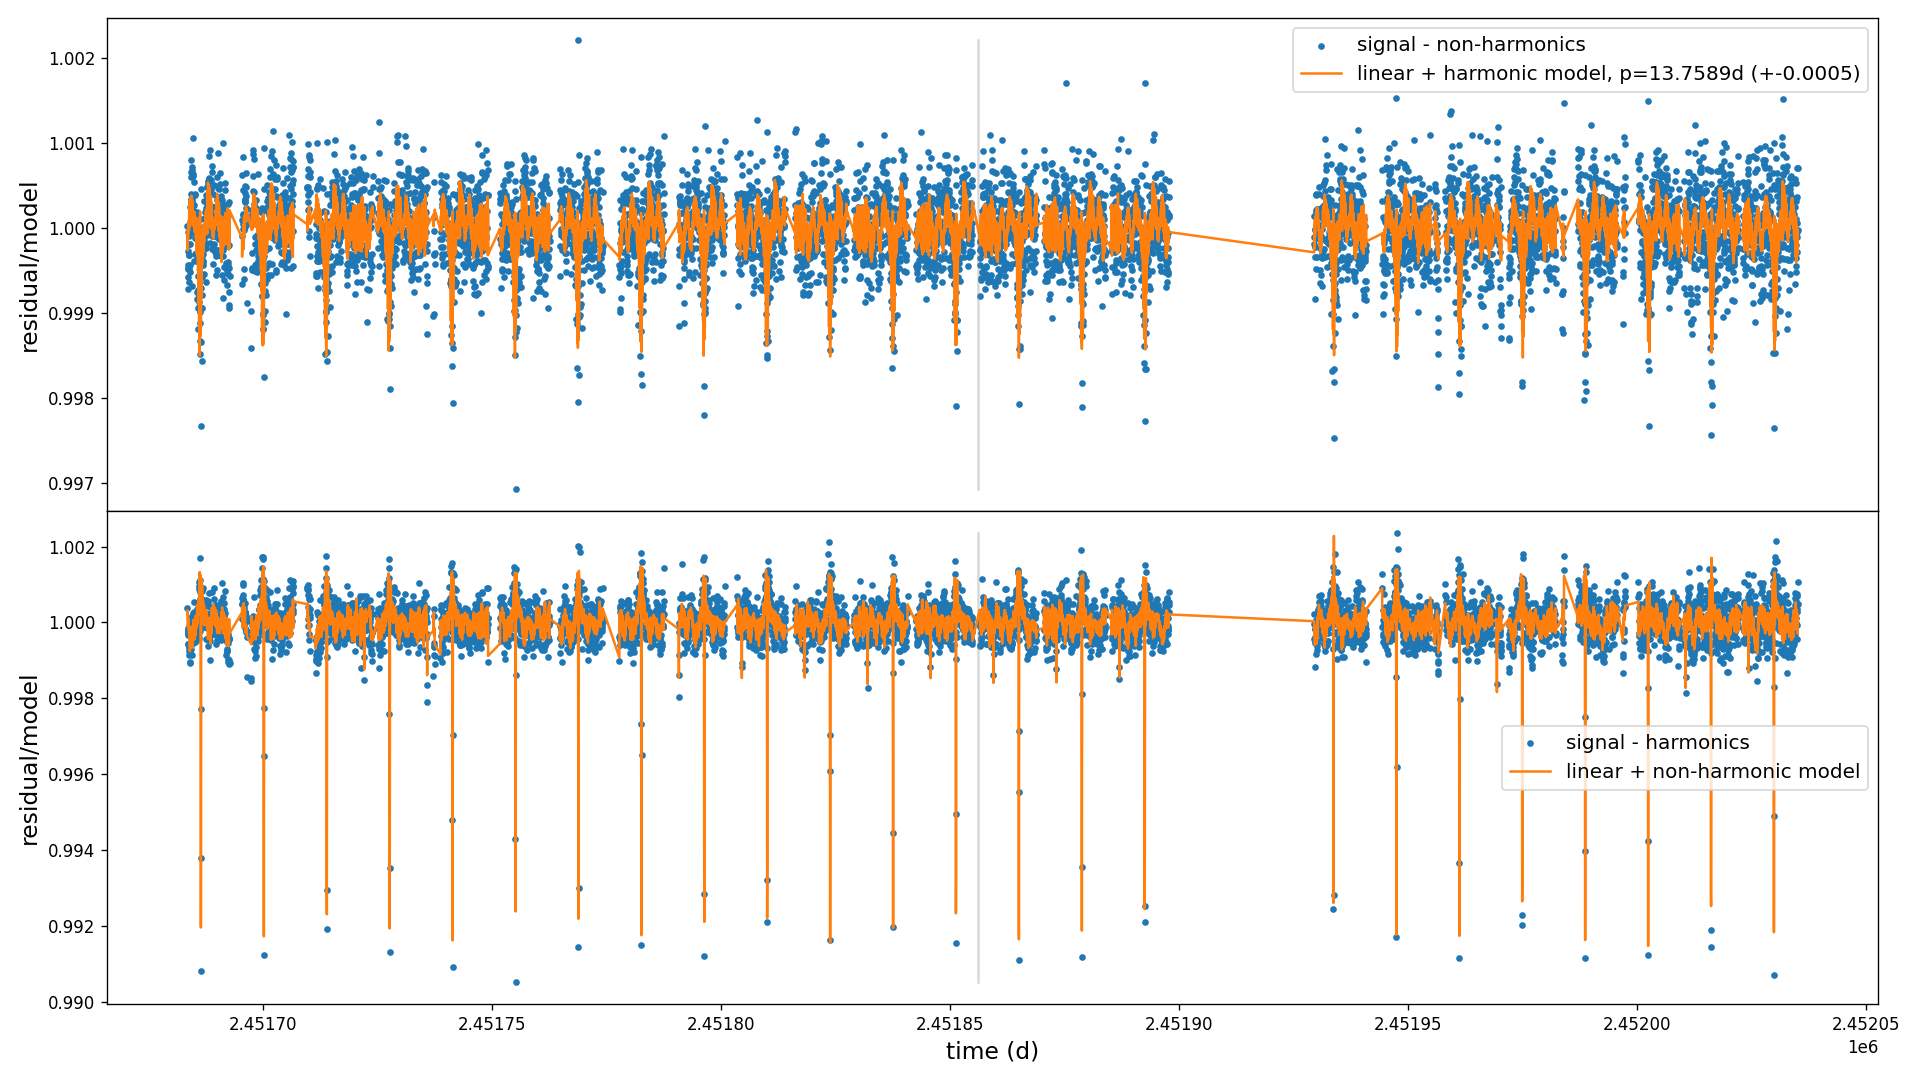 signal - non-harmonics
linear + harmonic model, p=13.7589d (+-0.0005)
1.002
1.001
1.000
0.999
0.998
0.997
residual/model
signal - harmonics
linear + non-harmonic model
1.002
1.000
0.998
0.996
0.994
0.992
0.990
residual/model
2.45170
2.45175
2.45180
2.45185
2.45190
2.45195
2.45200
2.45205
1e6
time (d)